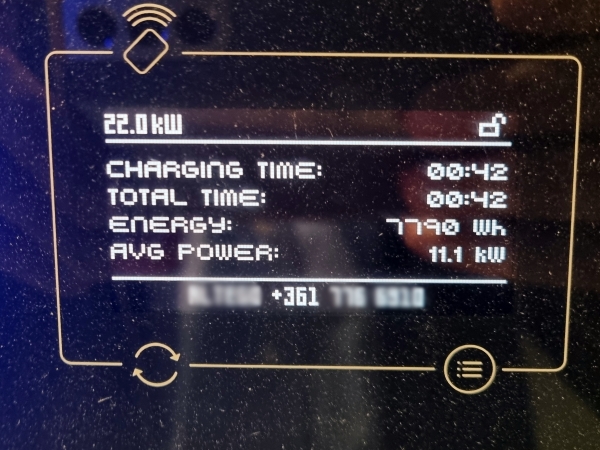 22.0 kW
CHARGING TIME: 00:42
TOTAL TIME: 00:42
ENERGY: 7790 Wh
AVG POWER: 11.1 kW
+361